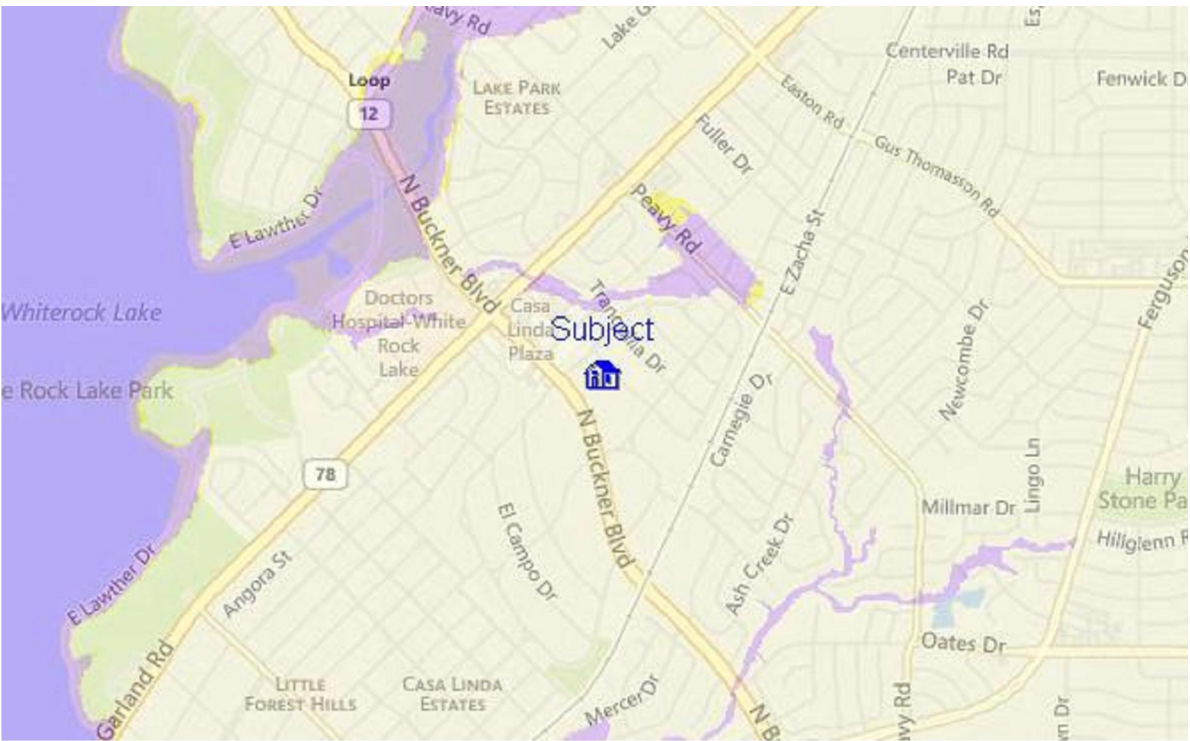 Peavy Rd
Lake G
Es
Centerville Rd
Pat Dr
Fenwick D
Loop
12
LAKE PARK
ESTATES
Easton Rd
Fuller Dr
Gus Thomasson Rd
E Lawther Dr
N Buckner Blvd
Peavy Rd
E Zacha St
Ferguson
Whiterock Lake
Doctors
Hospital-White
Rock
Lake
Casa
Linda
Plaza
Subject
Newcombe Dr
e Rock Lake Park
Carnegie Dr
N Buckner Blvd
78
Lingo Ln
Harry
Stone Pa
Millmar Dr
El Campo Dr
Hillglenn R
Ash Creek Dr
E Lawther Dr
Angora St
Oates Dr
Garland Rd
LITTLE
FOREST HILLS
CASA LINDA
ESTATES
Mercer Dr
N B
avy Rd
n Dr